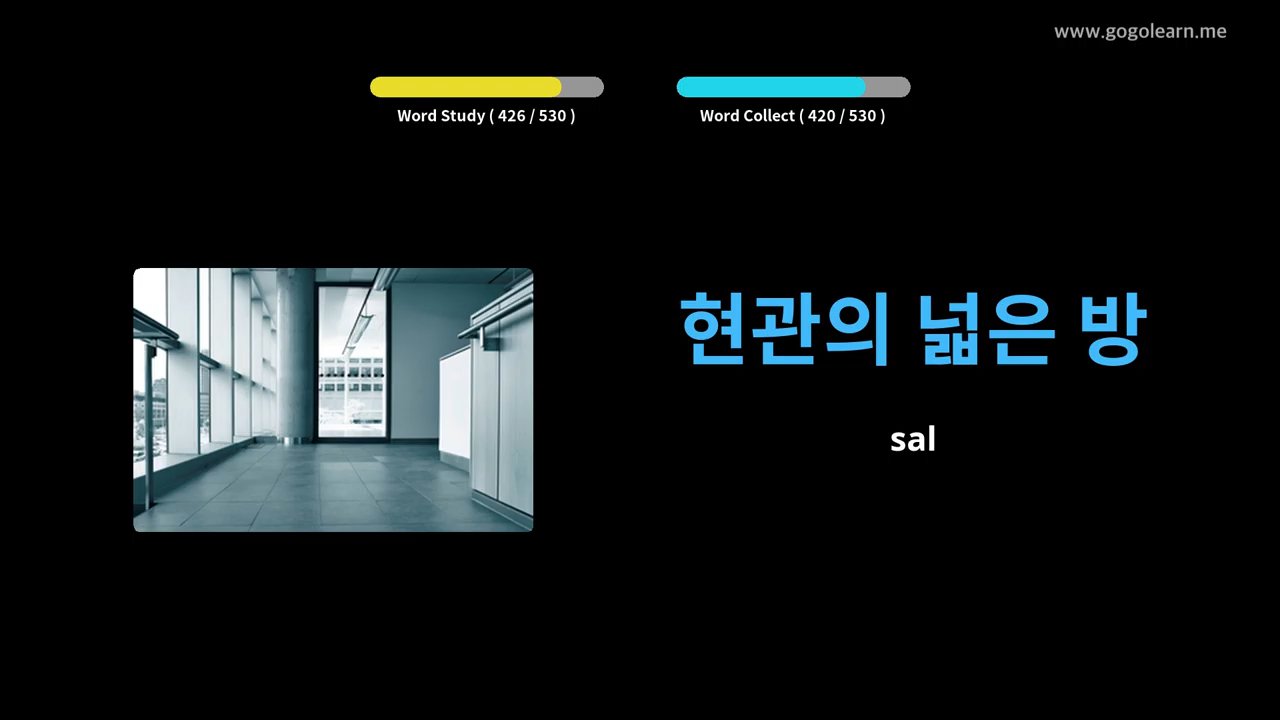 www.gogolearn.me
Word Study ( 426 / 530 )
Word Collect ( 420 / 530 )
현관의 넓은 방
sal